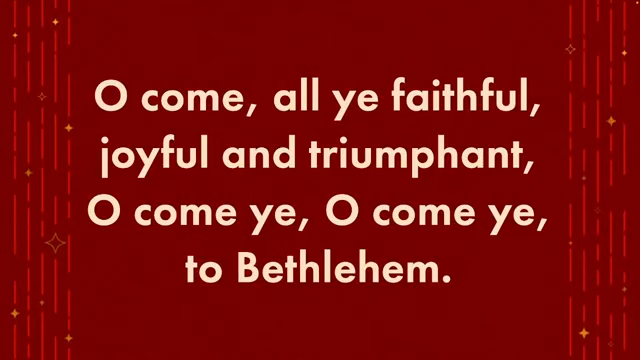 O come, all ye faithful,
joyful and triumphant,
O come ye, O come ye,
to Bethlehem.